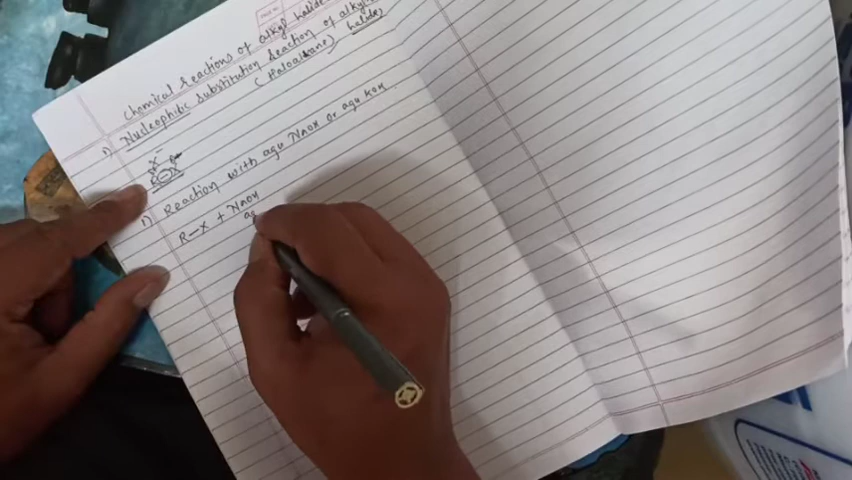 Chemical reactions of alkyl halide
1) Nucleophilic substitution reaction of alkyl halide
(Haloalkane)
1) Reaction with aqu NaOH or aqu KOH
R-X + NaOH